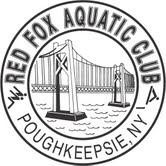 RED FOX AQUATIC CLUB
POUGHKEEPSIE, NY